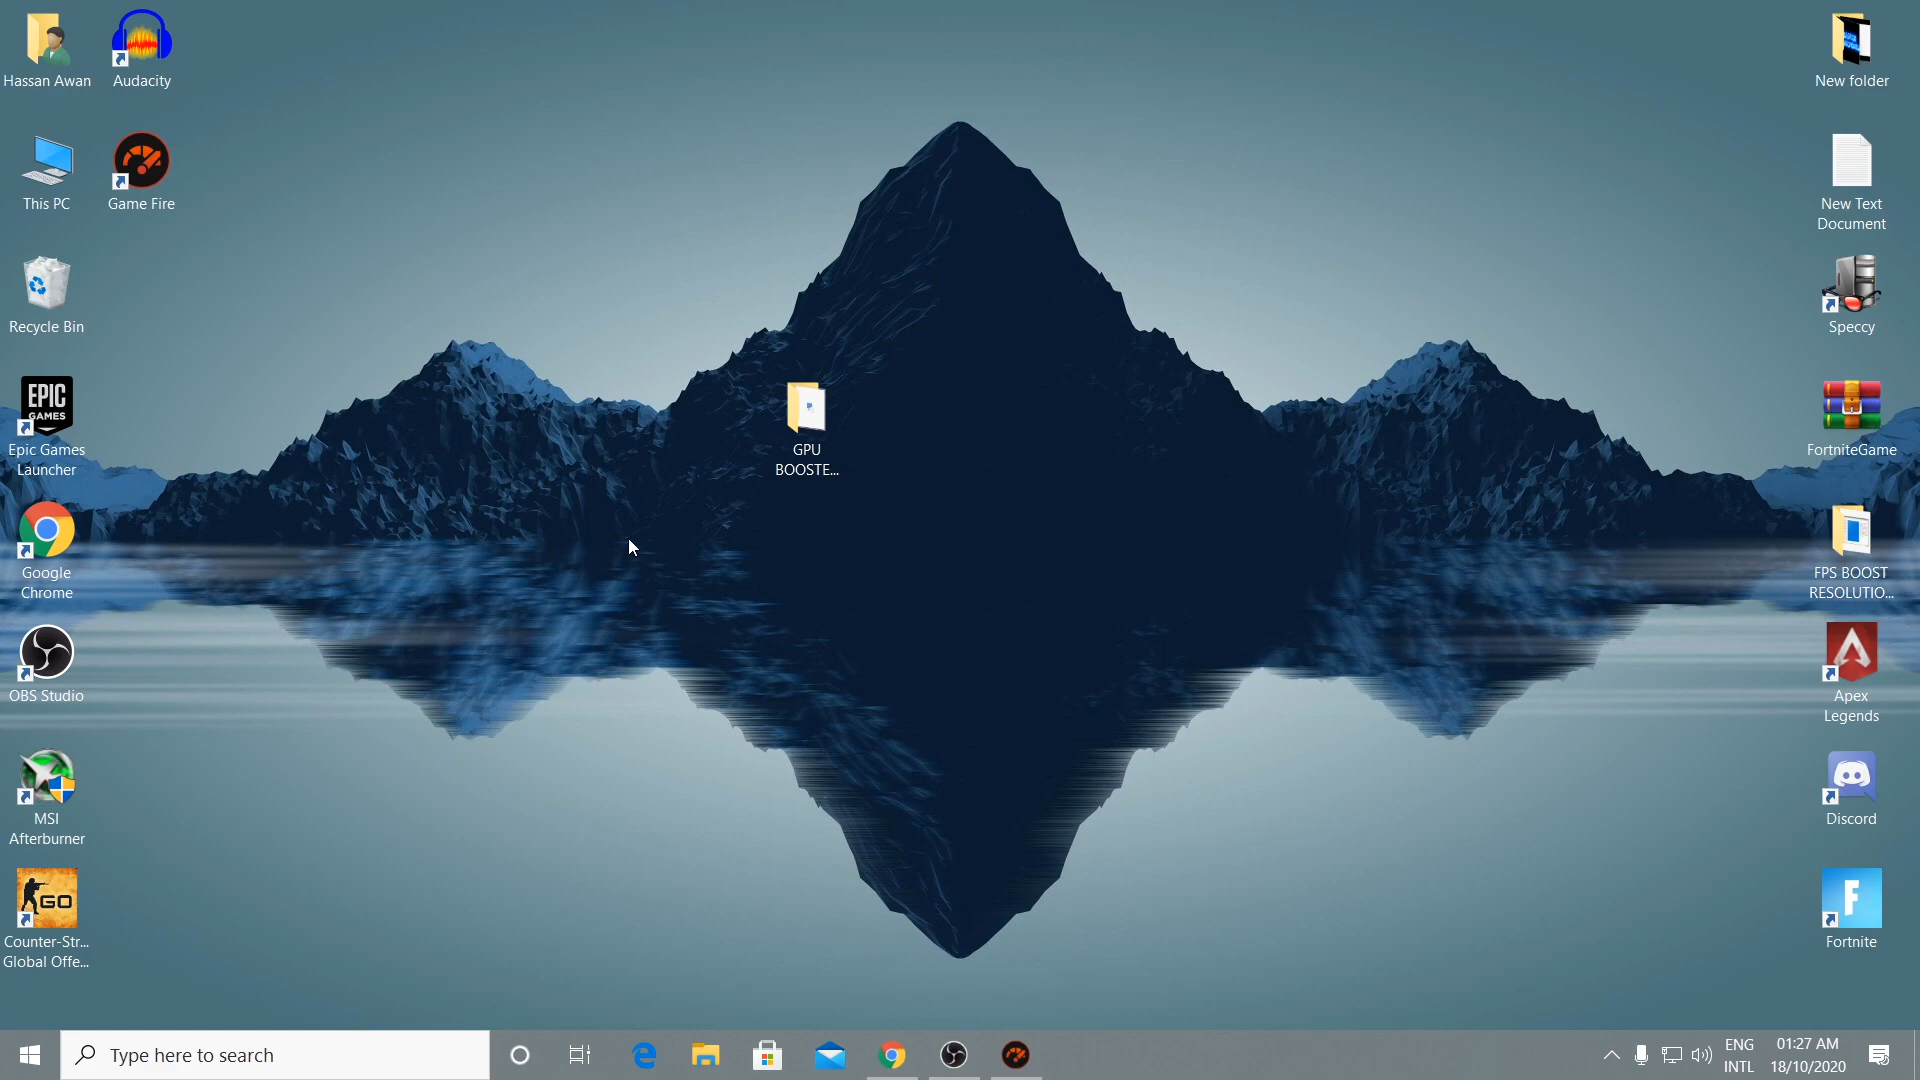 Hassan Awan
Audacity
This PC
Game Fire
Recycle Bin
EPIC
GAMES
Epic Games
Launcher
Google
Chrome
OBS Studio
MSI
Afterburner
GO
Counter-Str...
Global Offe...
GPU
BOOSTE...
New folder
New Text
Document
Speccy
FortniteGame
FPS BOOST
RESOLUTIO...
Apex
Legends
Discord
F
Fortnite
Type here to search
ENG
INTL
01:27 AM
18/10/2020